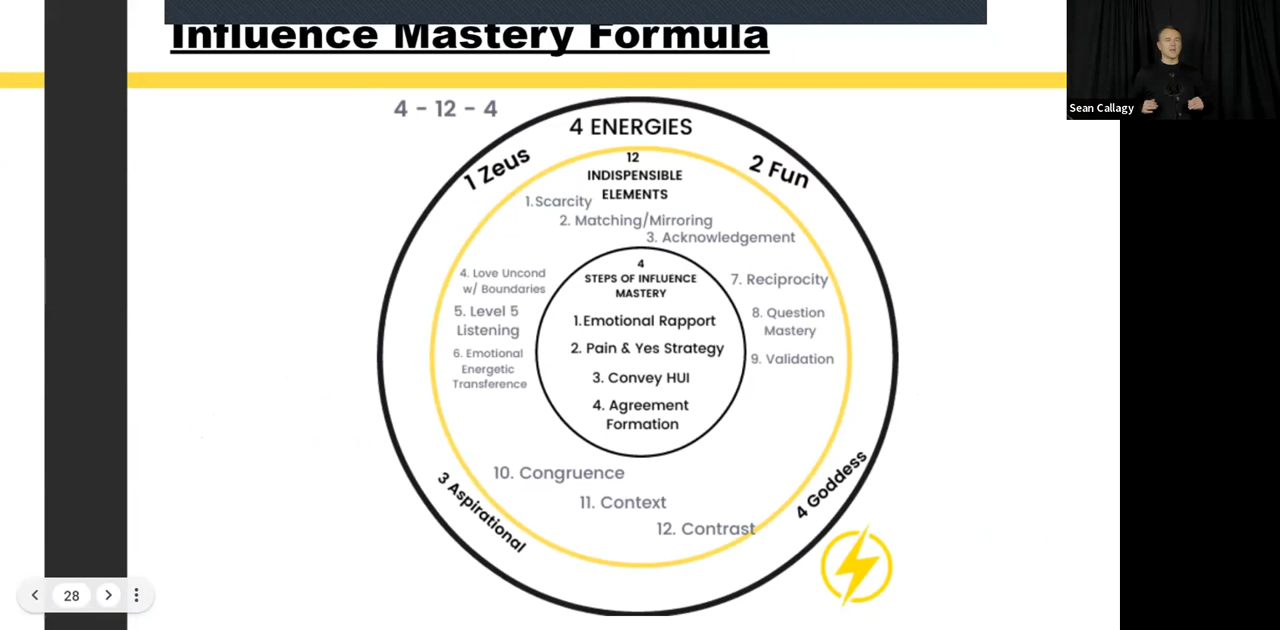 Influence Mastery Formula
Sean Callagy
4 - 12 - 4
4 ENERGIES
1 Zeus
2 Fun
12
INDISPENSIBLE
ELEMENTS
1.Scarcity
2. Matching/Mirroring
3. Acknowledgement
4. Love Uncond
w/ Boundaries
5. Level 5
Listening
6. Emotional
Energetic
Transference
4
STEPS OF INFLUENCE
MASTERY
1.Emotional Rapport
2. Pain & Yes Strategy
3. Convey HUI
4. Agreement
Formation
7. Reciprocity
8. Question
Mastery
9. Validation
10. Congruence
11. Context
12. Contrast
3 Aspirational
4 Goddess
28